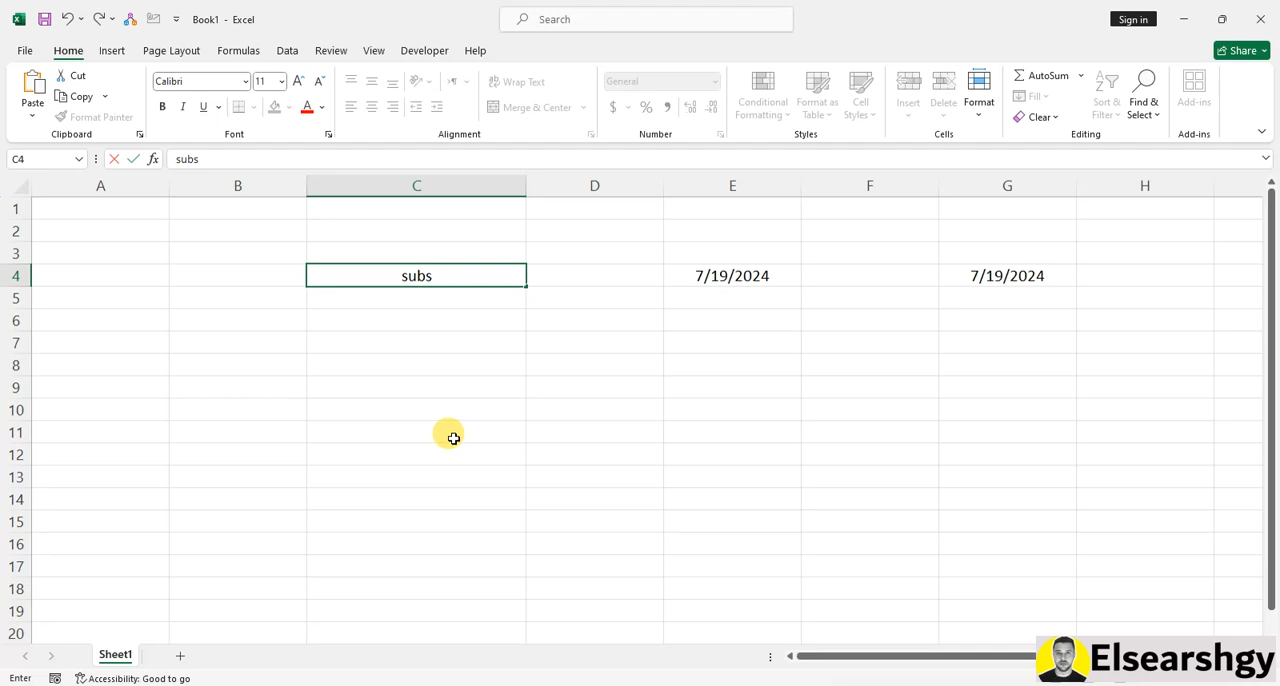 Book1 - Excel
Search
Sign in
File Home Insert Page Layout Formulas Data Review View Developer Help
Share
Paste
Cut
Copy
Format Painter
Clipboard
Calibri 11
B I U
Font
Wrap Text
Merge & Center
Alignment
General
$ %
Number
Conditional Formatting
Format as Table
Cell Styles
Styles
Insert
Delete
Format
Cells
AutoSum
Fill
Clear
Sort & Filter
Find & Select
Editing
Add-ins
Add-ins
C4 fx subs
A B C D E F G H
1
2
3
4 subs 7/19/2024 7/19/2024
5
6
7
8
9
10
11
12
13
14
15
16
17
18
19
20
Sheet1
Elsearshgy
Enter Accessibility: Good to go